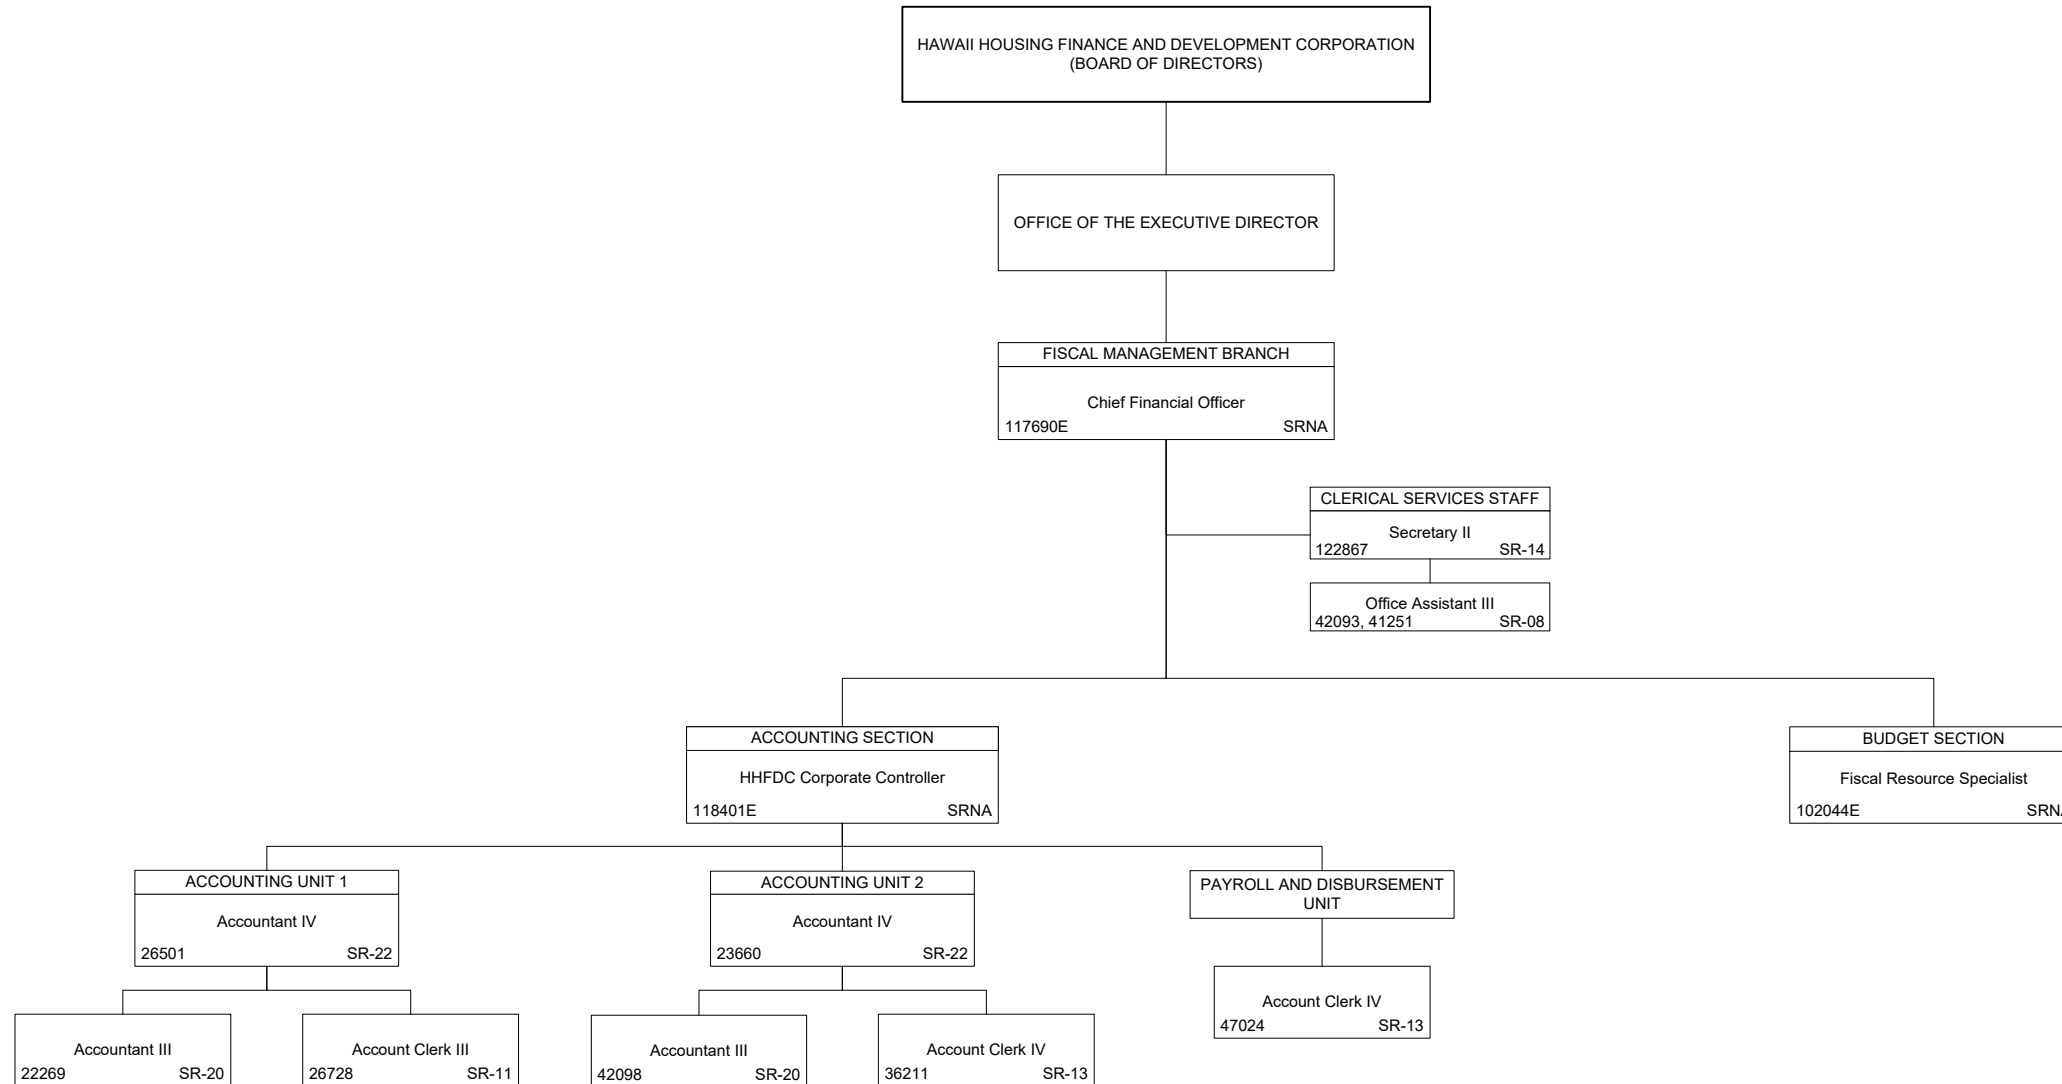 HAWAII HOUSING FINANCE AND DEVELOPMENT CORPORATION
(BOARD OF DIRECTORS)
OFFICE OF THE EXECUTIVE DIRECTOR
FISCAL MANAGEMENT BRANCH
Chief Financial Officer
117690E SRNA
CLERICAL SERVICES STAFF
Secretary II
122867 SR-14
Office Assistant III
42093, 41251 SR-08
ACCOUNTING SECTION
HHFDC Corporate Controller
118401E SRNA
BUDGET SECTION
Fiscal Resource Specialist
102044E SRNA
ACCOUNTING UNIT 1
Accountant IV
26501 SR-22
ACCOUNTING UNIT 2
Accountant IV
23660 SR-22
PAYROLL AND DISBURSEMENT
UNIT
Accountant III
22269 SR-20
Account Clerk III
26728 SR-11
Accountant III
42098 SR-20
Account Clerk IV
36211 SR-13
Account Clerk IV
47024 SR-13